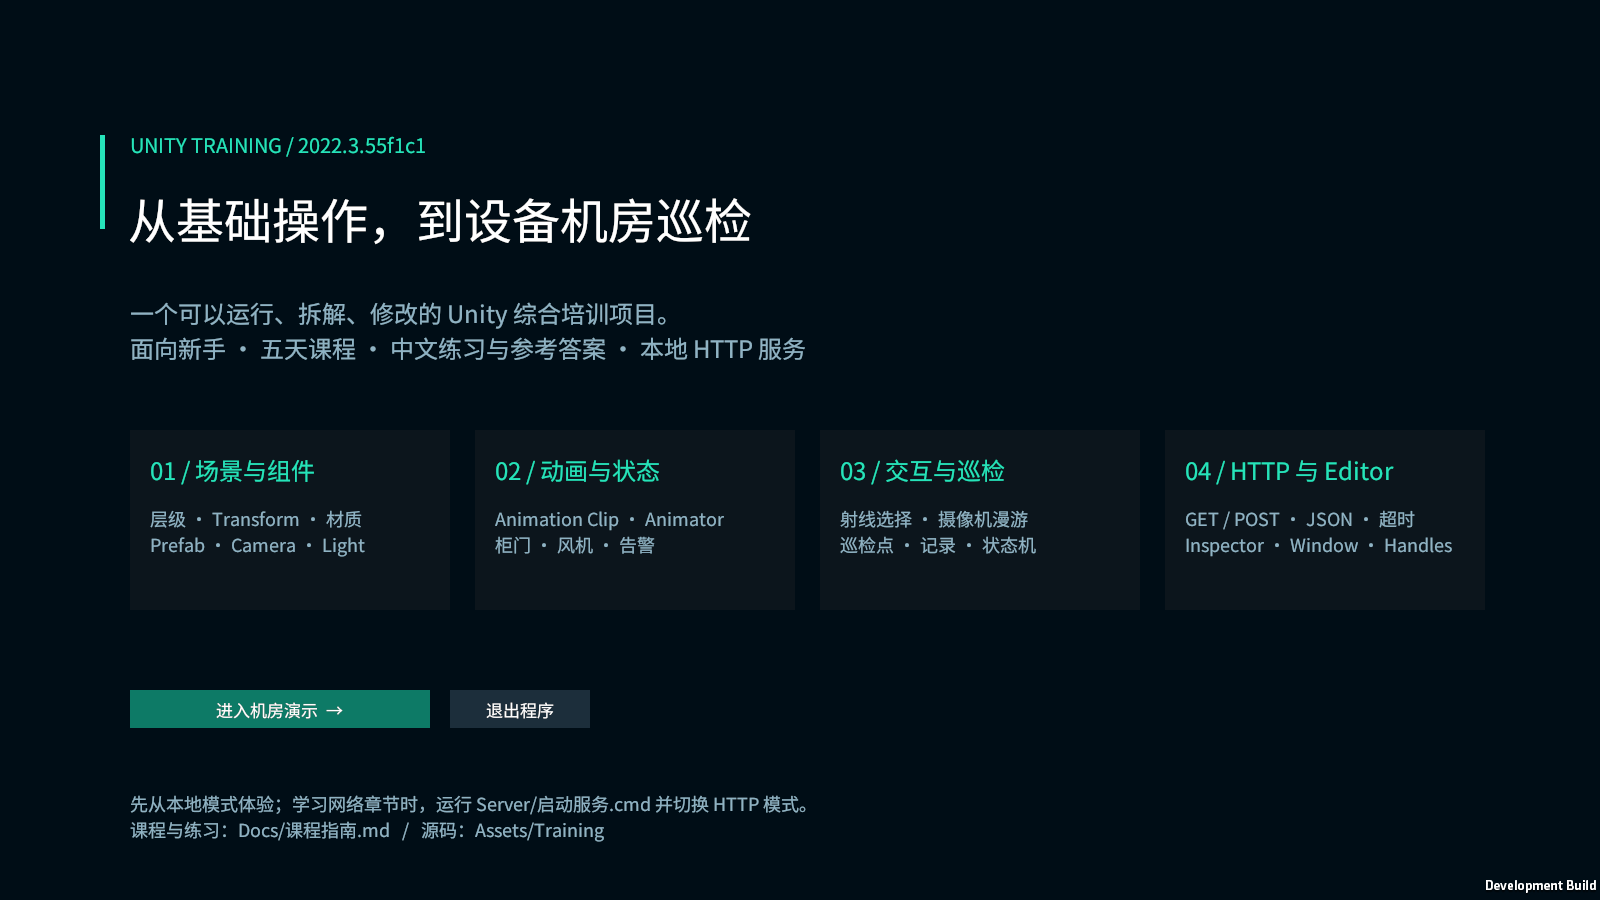 UNITY TRAINING / 2022.3.55f1c1
从基础操作，到设备机房巡检
一个可以运行、拆解、修改的 Unity 综合培训项目。
面向新手 · 五天课程 · 中文练习与参考答案 · 本地 HTTP 服务
01 / 场景与组件
层级 · Transform · 材质
Prefab · Camera · Light
02 / 动画与状态
Animation Clip · Animator
柜门 · 风机 · 告警
03 / 交互与巡检
射线选择 · 摄像机漫游
巡检点 · 记录 · 状态机
04 / HTTP 与 Editor
GET / POST · JSON · 超时
Inspector · Window · Handles
进入机房演示 →
退出程序
先从本地模式体验；学习网络章节时，运行 Server/启动服务.cmd 并切换 HTTP 模式。
课程与练习：Docs/课程指南.md / 源码：Assets/Training
Development Build